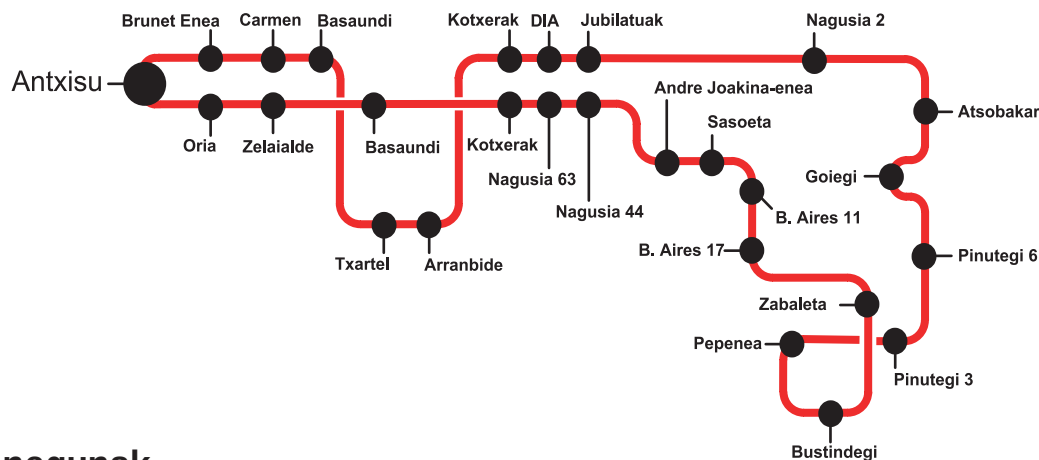 Brunet Enea
Carmen
Basaundi
Kotxerak
DIA
Jubilatuak
Nagusia 2
Antxisu
Andre Joakina-enea
Atsobakar
Sasoeta
Oria
Zelaialde
Basaundi
Kotxerak
Nagusia 63
Goiegi
Nagusia 44
B. Aires 11
B. Aires 17
Pinutegi 6
Txartel
Arranbide
Zabaleta
Pepenea
Pinutegi 3
Bustindegi